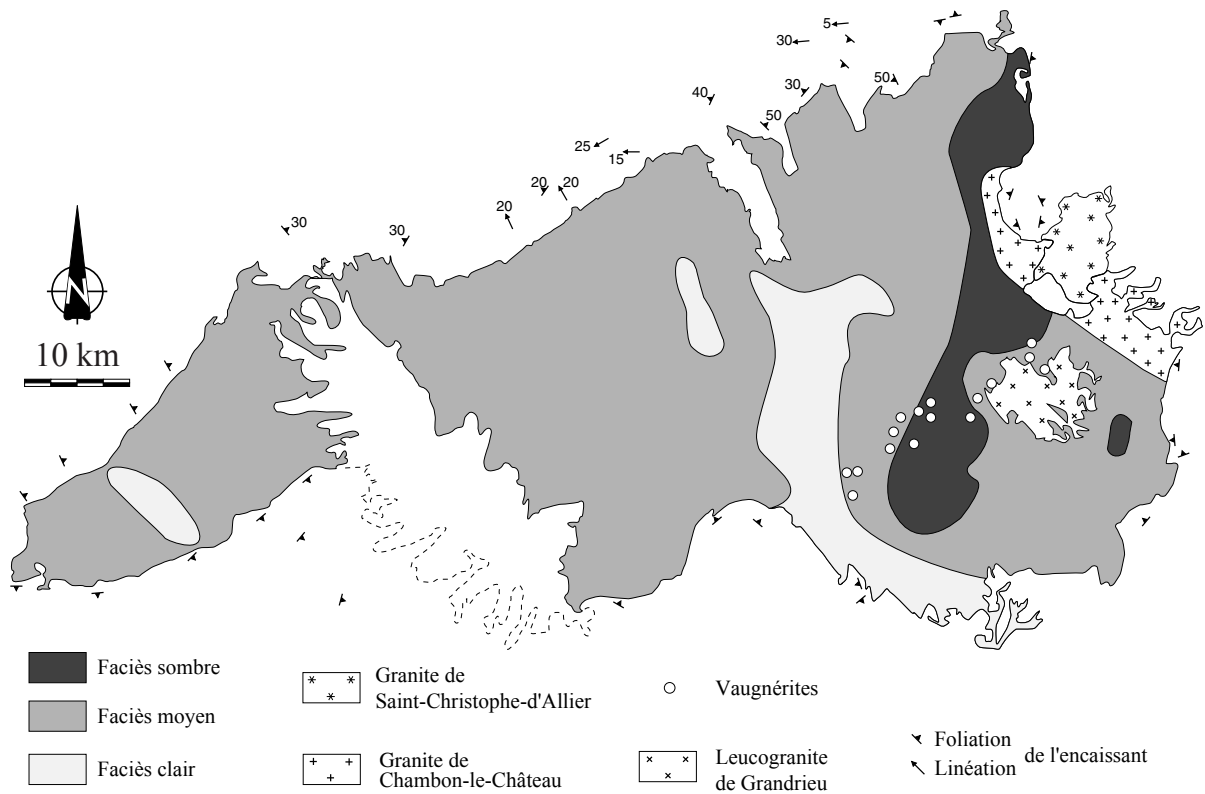 5
30
50
30
40
50
25
15
20
20
20
30
30
N
10 km
Faciès sombre
Faciès moyen
Faciès clair
Granite de
Saint-Christophe-d'Allier
Granite de
Chambon-le-Château
Vaugnérites
Leucogranite
de Grandrieu
Foliation
Linéation
de l'encaissant